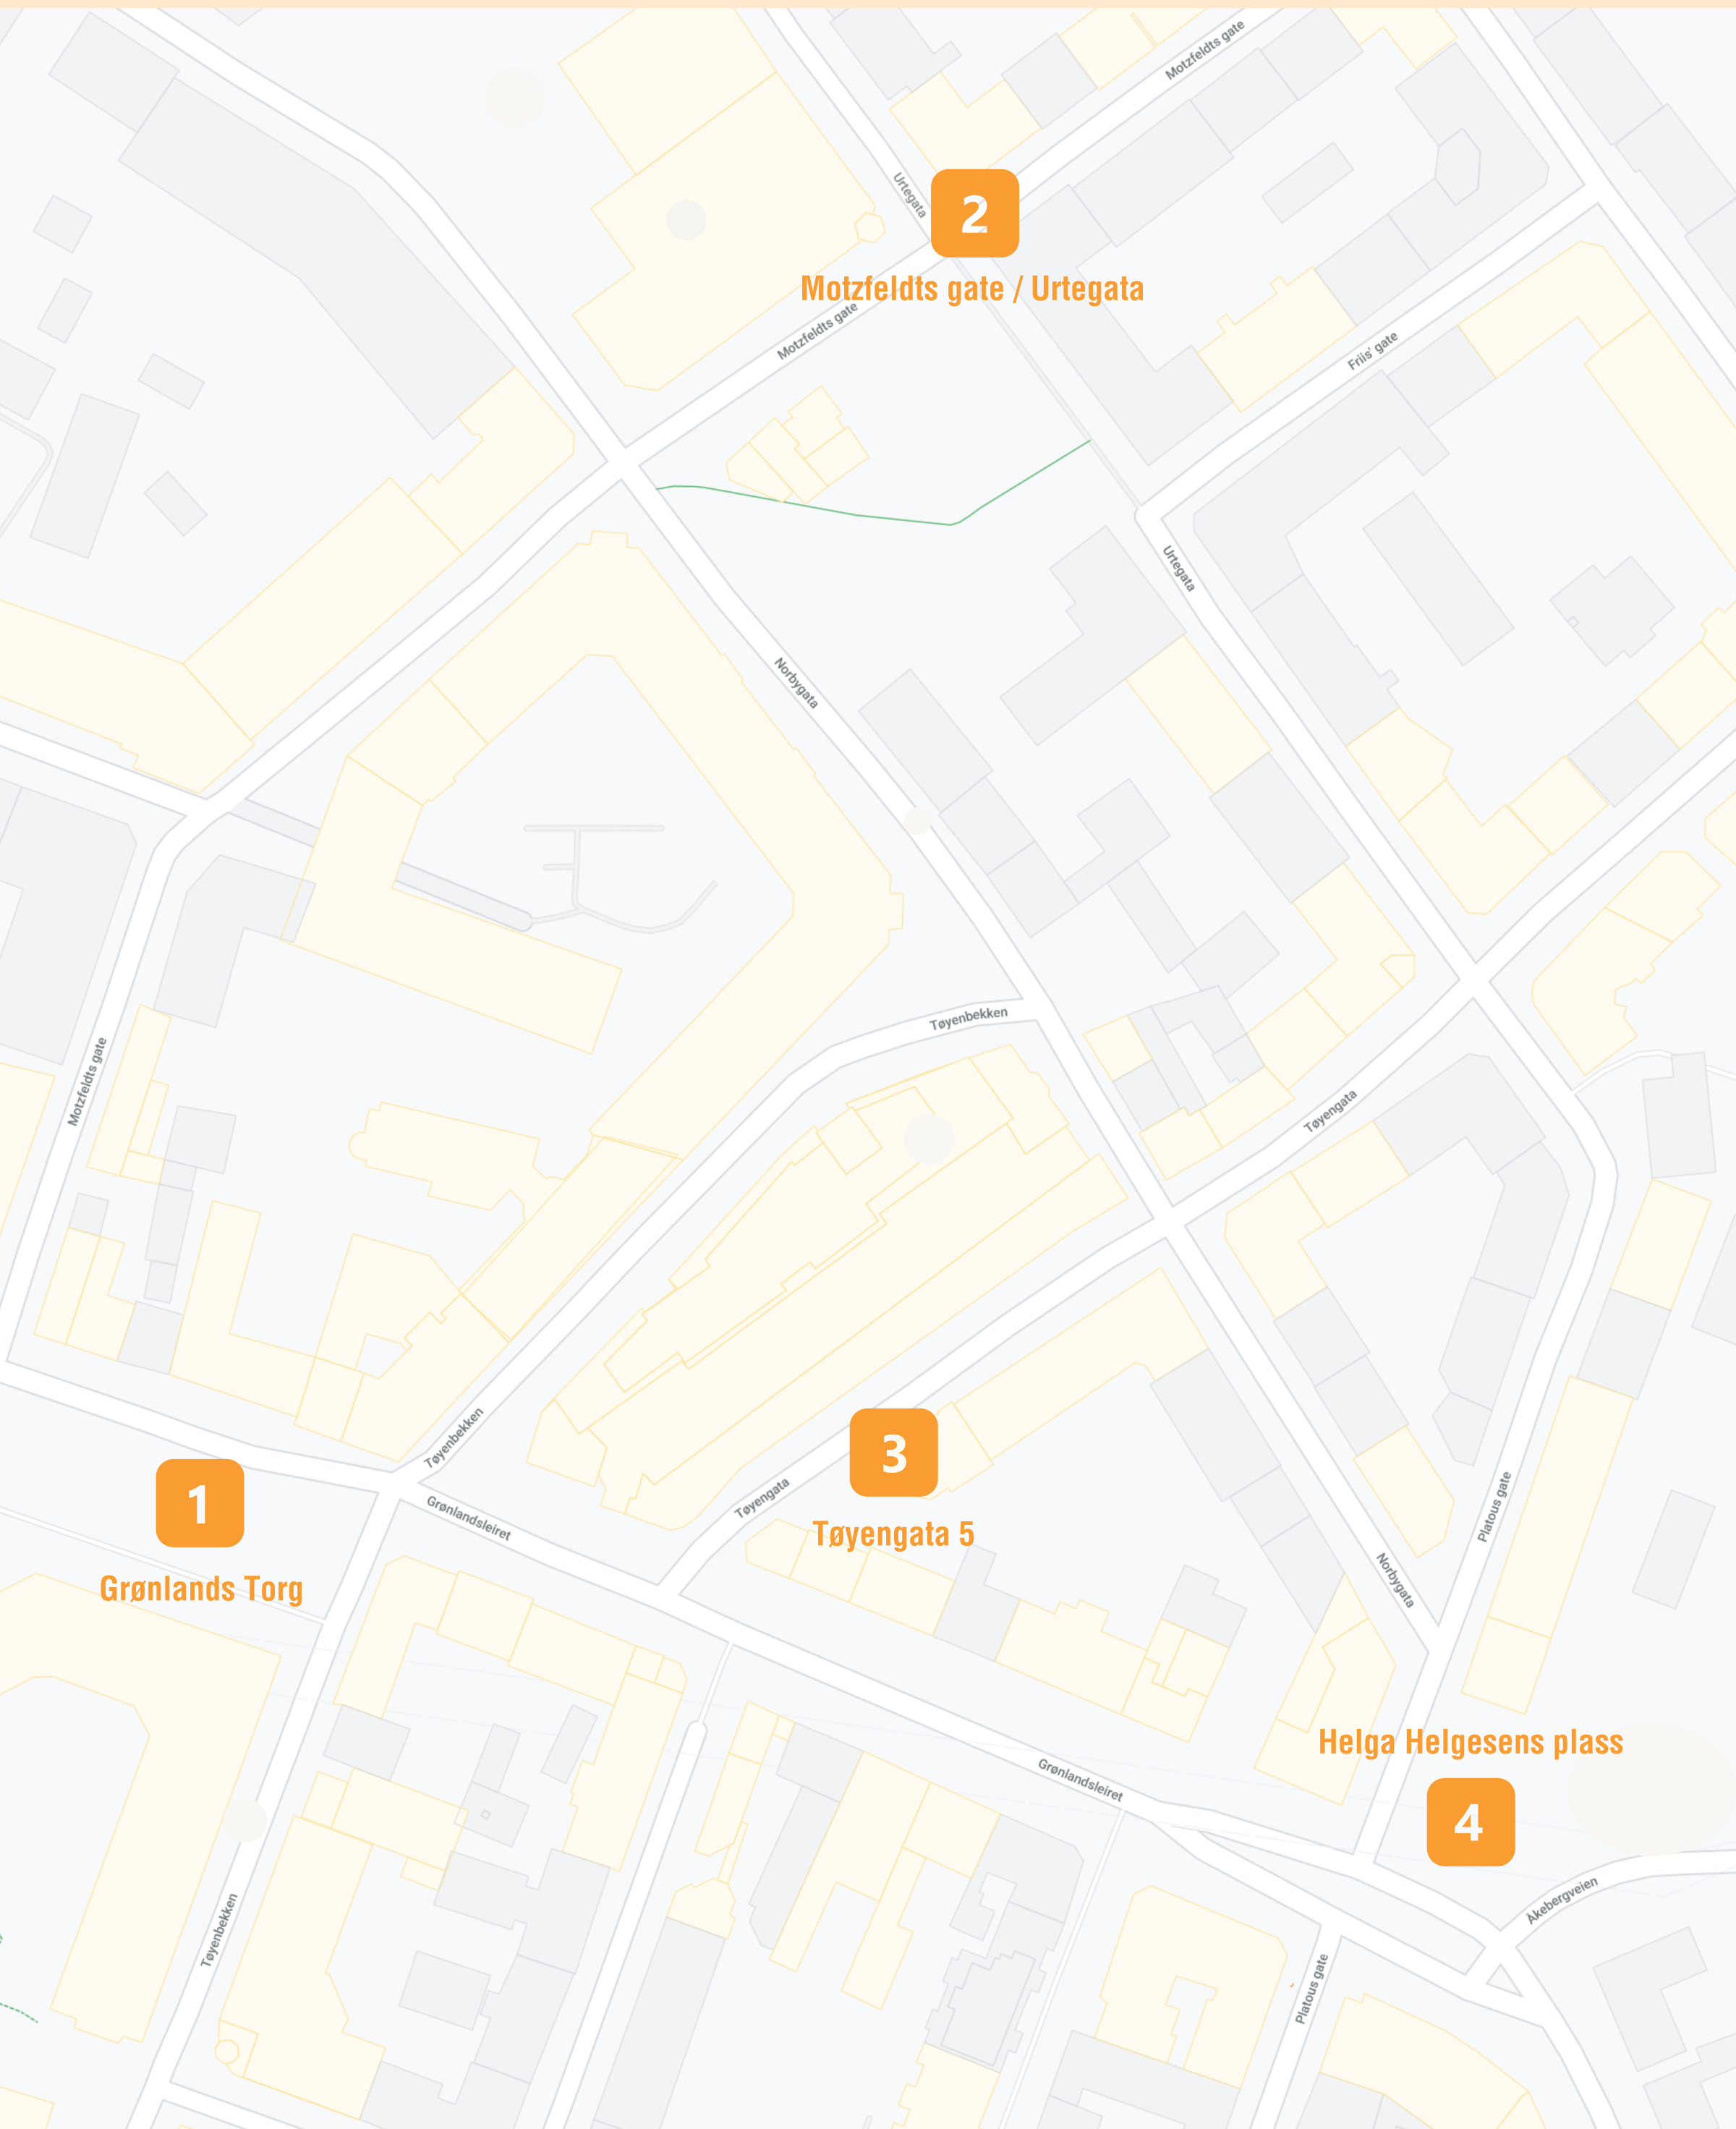 Motzfeldts gate
Urtegata
2
Motzfeldts gate / Urtegata
Motzfeldts gate
Friis' gate
Urtegata
Norbygata
Tøyenbekken
Motzfeldts gate
Tøyengata
Tøyenbekken
3
Tøyengata
1
Grønlandsleiret
Tøyengata 5
Platous gate
Grønlands Torg
Norbygata
Helga Helgesens plass
Grønlandsleiret
4
Åkebergveien
Tøyenbekken
Platous gate